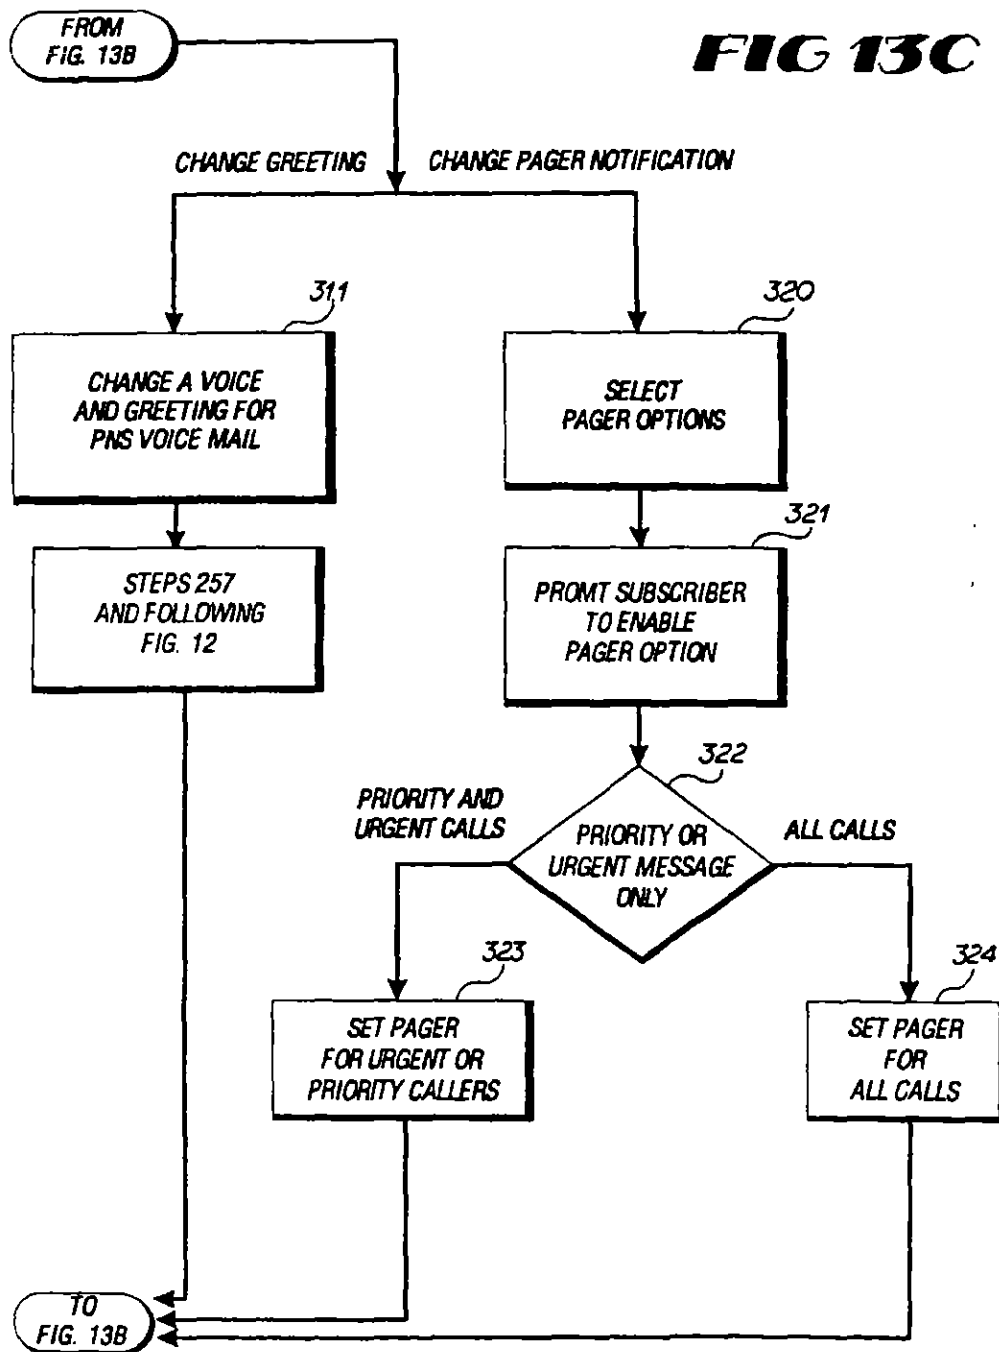 FROM
FIG. 13B
FIG 13C
CHANGE GREETING
CHANGE PAGER NOTIFICATION
311
CHANGE A VOICE
AND GREETING FOR
PNS VOICE MAIL
320
SELECT
PAGER OPTIONS
STEPS 257
AND FOLLOWING
FIG. 12
321
PROMT SUBSCRIBER
TO ENABLE
PAGER OPTION
322
PRIORITY AND
URGENT CALLS
PRIORITY OR
URGENT MESSAGE
ONLY
ALL CALLS
323
SET PAGER
FOR URGENT OR
PRIORITY CALLERS
324
SET PAGER
FOR
ALL CALLS
TO
FIG. 13B